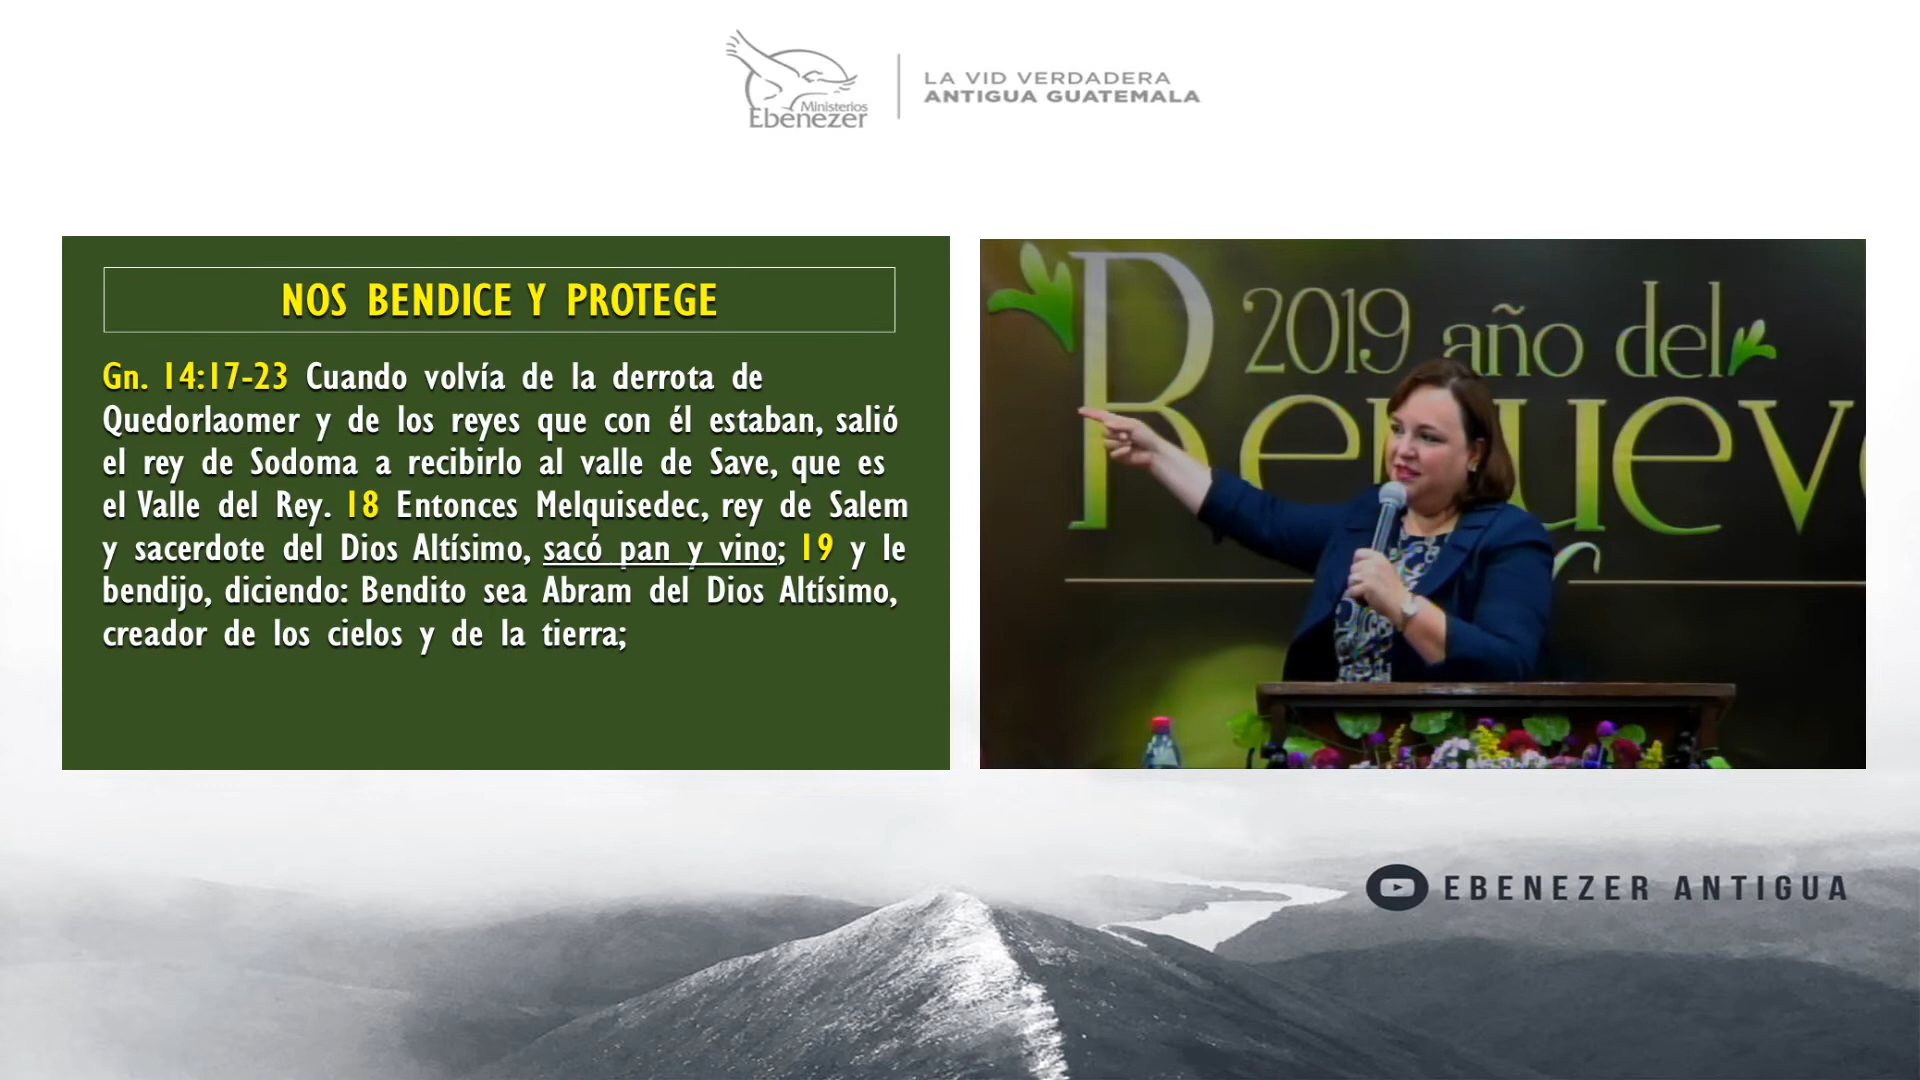 Ministerios
Ebenezer
LA VID VERDADERA
ANTIGUA GUATEMALA
NOS BENDICE Y PROTEGE
Gn. 14:17-23 Cuando volvía de la derrota de
Quedorlaomer y de los reyes que con él estaban, salió
el rey de Sodoma a recibirlo al valle de Save, que es
el Valle del Rey. 18 Entonces Melquisedec, rey de Salem
y sacerdote del Dios Altísimo, sacó pan y vino; 19 y le
bendijo, diciendo: Bendito sea Abram del Dios Altísimo,
creador de los cielos y de la tierra;
2019 año del
EBENEZER ANTIGUA